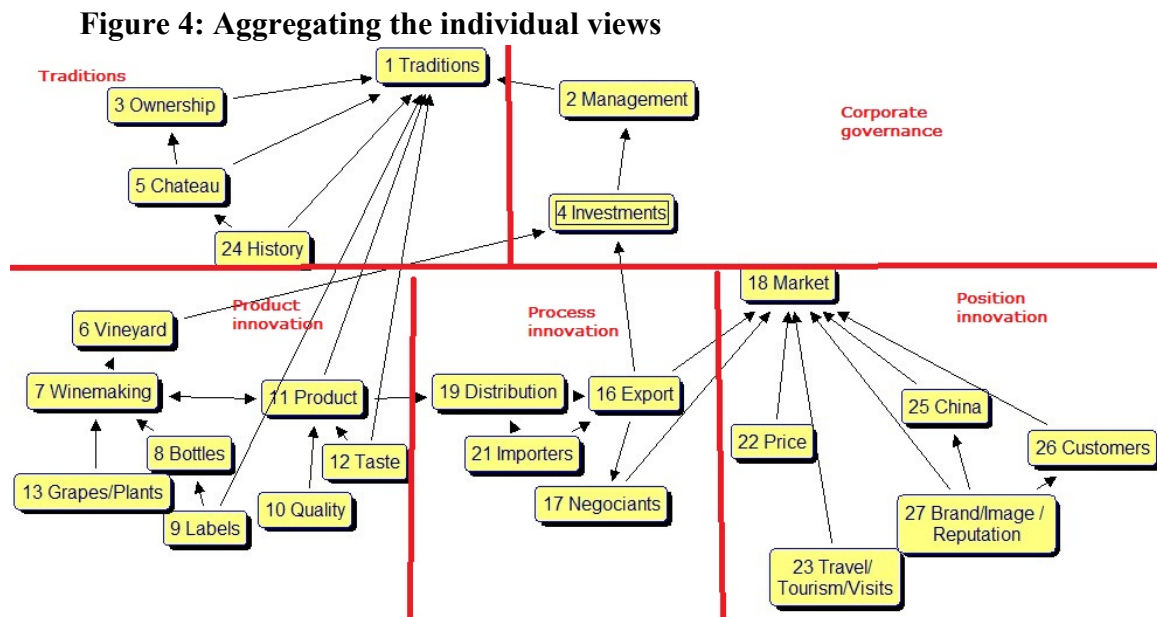 Figure 4: Aggregating the individual views
Traditions
1 Traditions
3 Ownership
2 Management
Corporate
governance
5 Chateau
4 Investments
24 History
Product
innovation
6 Vineyard
7 Winemaking
11 Product
8 Bottles
12 Taste
13 Grapes/Plants
10 Quality
9 Labels
Process
innovation
19 Distribution
16 Export
21 Importers
17 Negociants
18 Market
Position
innovation
25 China
22 Price
26 Customers
27 Brand/Image /
Reputation
23 Travel/
Tourism/Visits